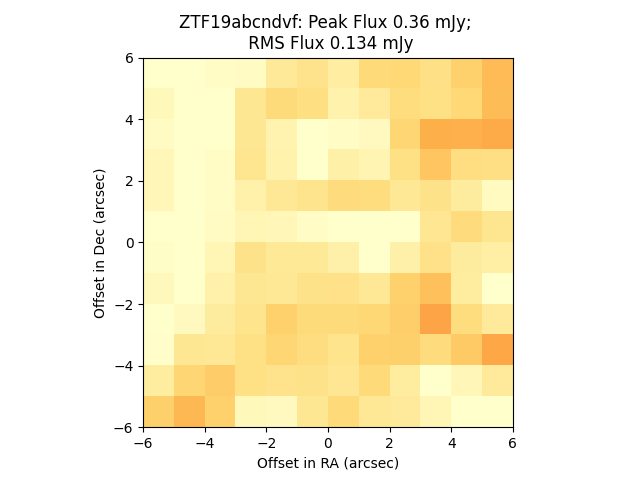 ZTF19abcndvf: Peak Flux 0.36 mJy;
RMS Flux 0.134 mJy
6
4
2
0
−2
−4
−6
Offset in Dec (arcsec)
−6 −4 −2 0 2 4 6
Offset in RA (arcsec)